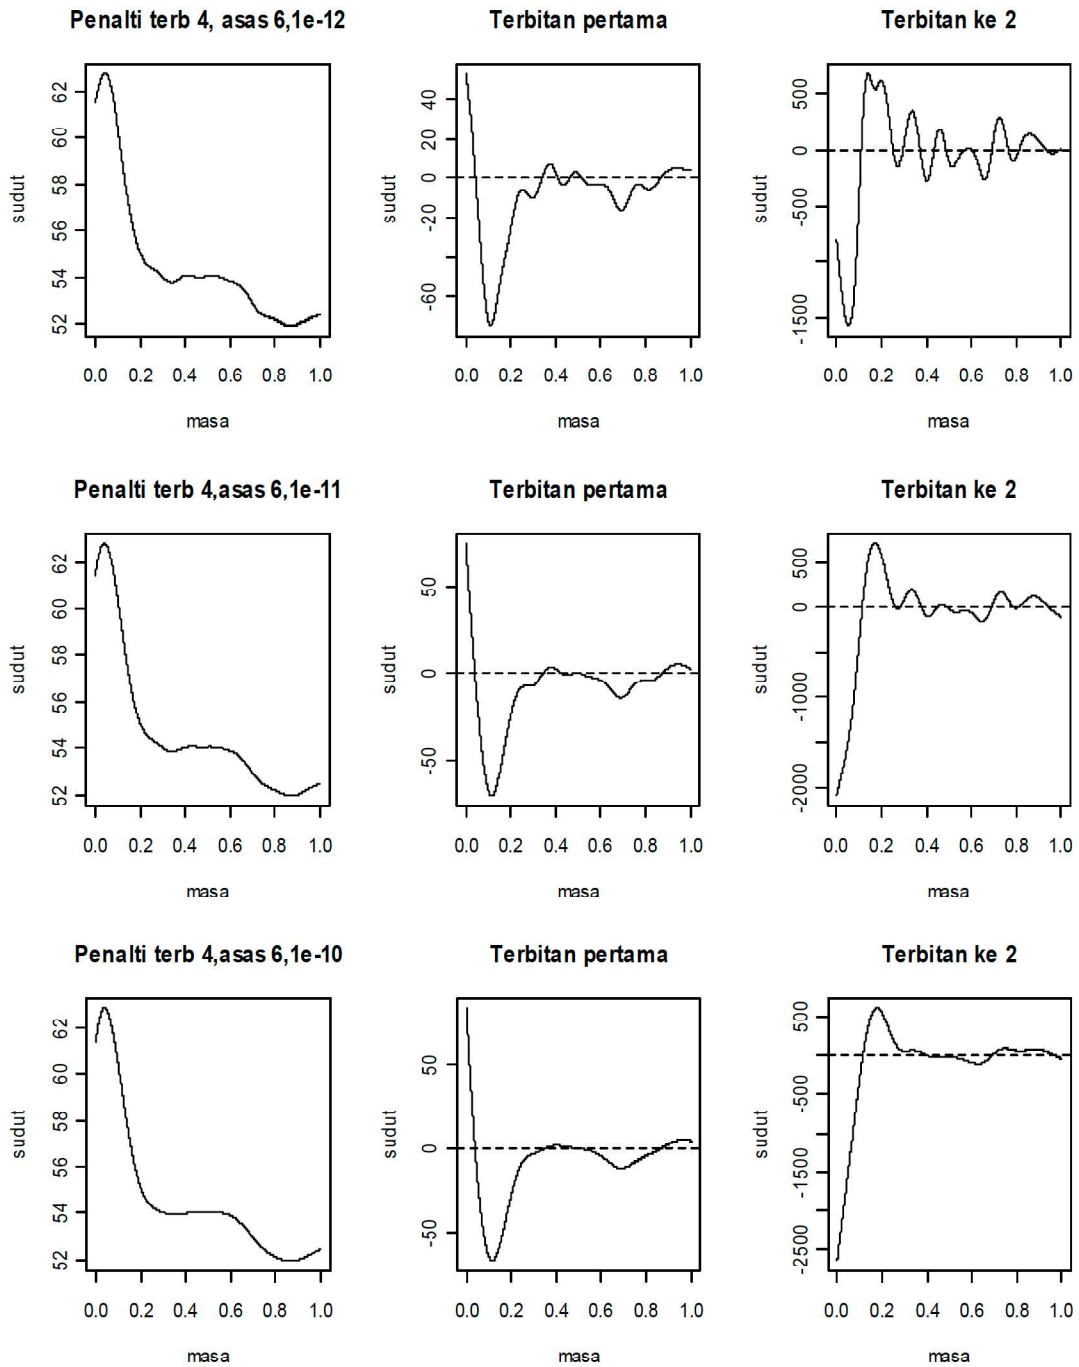 Penalti terb 4, asas 6,1e-12 Terbitan pertama Terbitan ke 2
sudut
52 54 56 58 60 62
0.0 0.2 0.4 0.6 0.8 1.0
masa
sudut
-60 -20 0 20 40
0.0 0.2 0.4 0.6 0.8 1.0
masa
sudut
-1500 -500 0 500
0.0 0.2 0.4 0.6 0.8 1.0
masa
Penalti terb 4,asas 6,1e-11 Terbitan pertama Terbitan ke 2
sudut
52 54 56 58 60 62
0.0 0.2 0.4 0.6 0.8 1.0
masa
sudut
-50 0 50
0.0 0.2 0.4 0.6 0.8 1.0
masa
sudut
-2000 -1000 0 500
0.0 0.2 0.4 0.6 0.8 1.0
masa
Penalti terb 4,asas 6,1e-10 Terbitan pertama Terbitan ke 2
sudut
52 54 56 58 60 62
0.0 0.2 0.4 0.6 0.8 1.0
masa
sudut
-50 0 50
0.0 0.2 0.4 0.6 0.8 1.0
masa
sudut
-2500 -1500 -500 500
0.0 0.2 0.4 0.6 0.8 1.0
masa